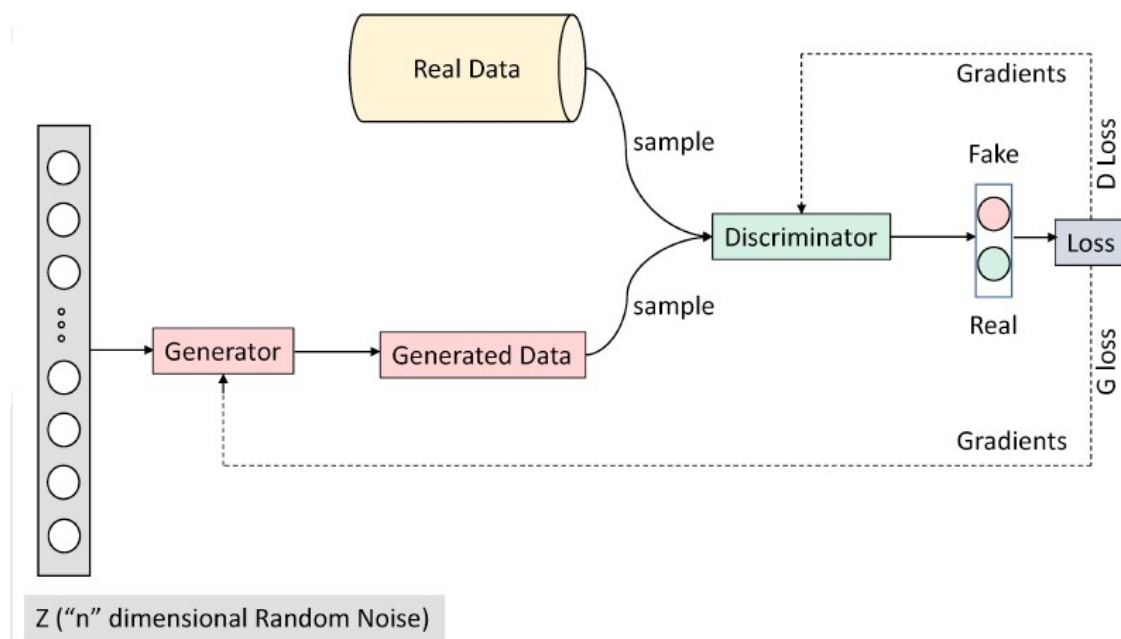 Real Data
Gradients
sample
Fake
D Loss
Discriminator
Loss
sample
Real
Generator
Generated Data
G loss
Gradients
Z (“n” dimensional Random Noise)